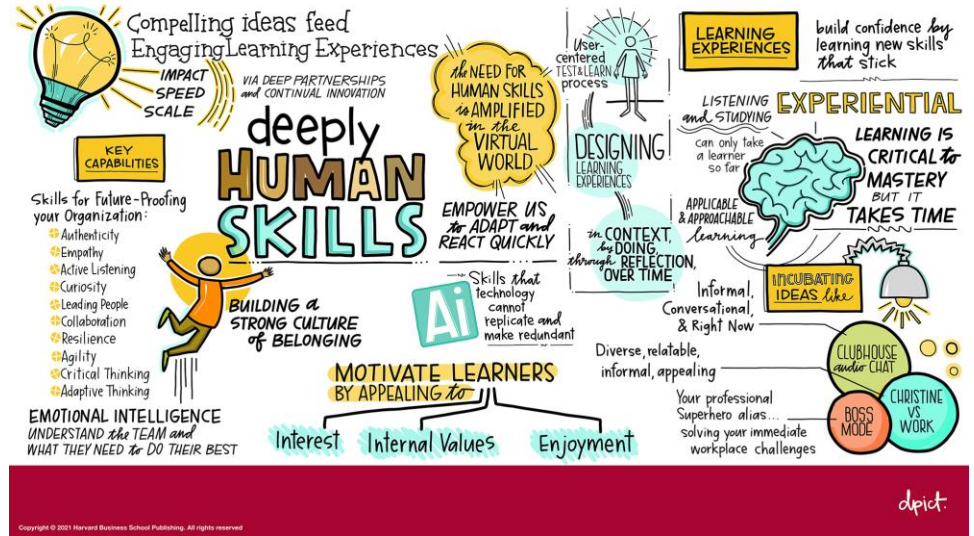 Compelling ideas feed
Engaging Learning Experiences
IMPACT
SPEED
SCALE
VIA DEEP PARTNERSHIPS
and CONTINUAL INNOVATION
KEY
CAPABILITIES
Skills for Future-Proofing
your Organization:
Authenticity
Empathy
Active Listening
Curiosity
Leading People
Collaboration
Resilience
Agility
Critical Thinking
Adaptive Thinking
EMOTIONAL INTELLIGENCE
UNDERSTAND the TEAM and
WHAT THEY NEED to DO THEIR BEST
deeply
HUMAN
SKILLS
BUILDING a
STRONG CULTURE
of BELONGING
the NEED FOR
HUMAN SKILLS
is AMPLIFIED
in the
VIRTUAL
WORLD
EMPOWER US
to ADAPT and
REACT QUICKLY
Ai
Skills that
technology
cannot
replicate and
make redundant
MOTIVATE LEARNERS
BY APPEALING to
Interest
Internal Values
Enjoyment
User-
centered
TEST & LEARN
process
DESIGNING
LEARNING
EXPERIENCES
in CONTEXT,
by DOING,
through REFLECTION,
OVER TIME
LEARNING
EXPERIENCES
build confidence by
learning new skills
that stick
LISTENING
and STUDYING
can only take
a learner
so far
EXPERIENTIAL
LEARNING IS
CRITICAL to
MASTERY
BUT IT
TAKES TIME
APPLICABLE
& APPROACHABLE
learning
INCUBATING
IDEAS like
Informal,
Conversational,
& Right Now
CLUBHOUSE
audio CHAT
Diverse, relatable,
informal, appealing
CHRISTINE
VS
WORK
Your professional
Superhero alias...
solving your immediate
workplace challenges
BOSS
MODE
dpict.
Copyright © 2021 Harvard Business School Publishing. All rights reserved